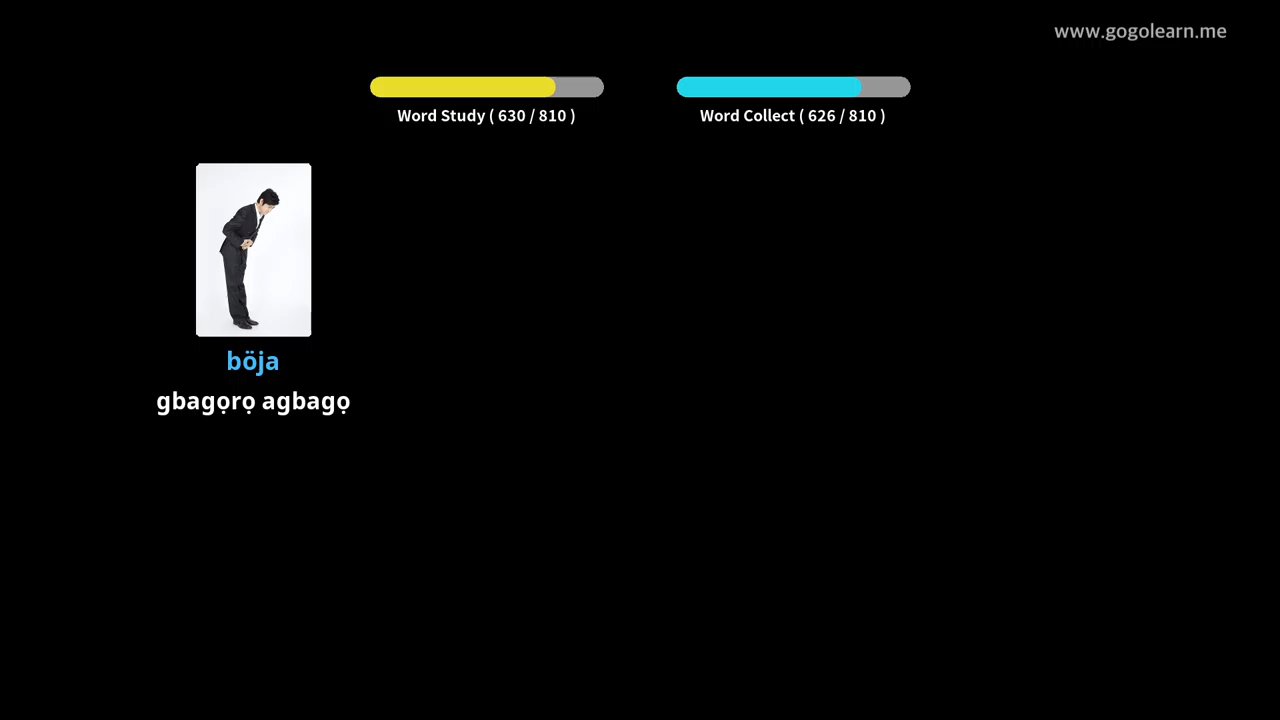 www.gogolearn.me
Word Study ( 630 / 810 )
Word Collect ( 626 / 810 )
böja
gbagọrọ agbagọ